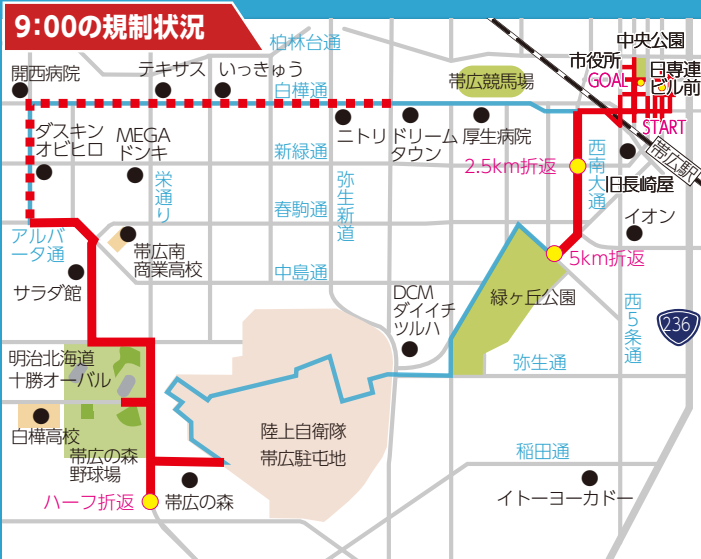 9:00の規制状況
柏林台通
中央公園
市役所
GOAL
日専連
ビル前
START
開西病院
テキサス
いっきゅう
白樺通
帯広競馬場
ダスキン
オビヒロ
MEGA
ドンキ
ニトリ
ドリーム
タウン
厚生病院
新緑通
2.5km折返
西南大通
帯広駅
旧長崎屋
栄通り
弥生新道
春駒通
イオン
アルバ
ータ通
帯広南
商業高校
中島通
5km折返
サラダ館
DCM
ダイイチ
ツルハ
緑ヶ丘公園
西5条通
236
明治北海道
十勝オーバル
弥生通
白樺高校
帯広の森
野球場
陸上自衛隊
帯広駐屯地
稲田通
ハーフ折返
帯広の森
イトーヨーカドー